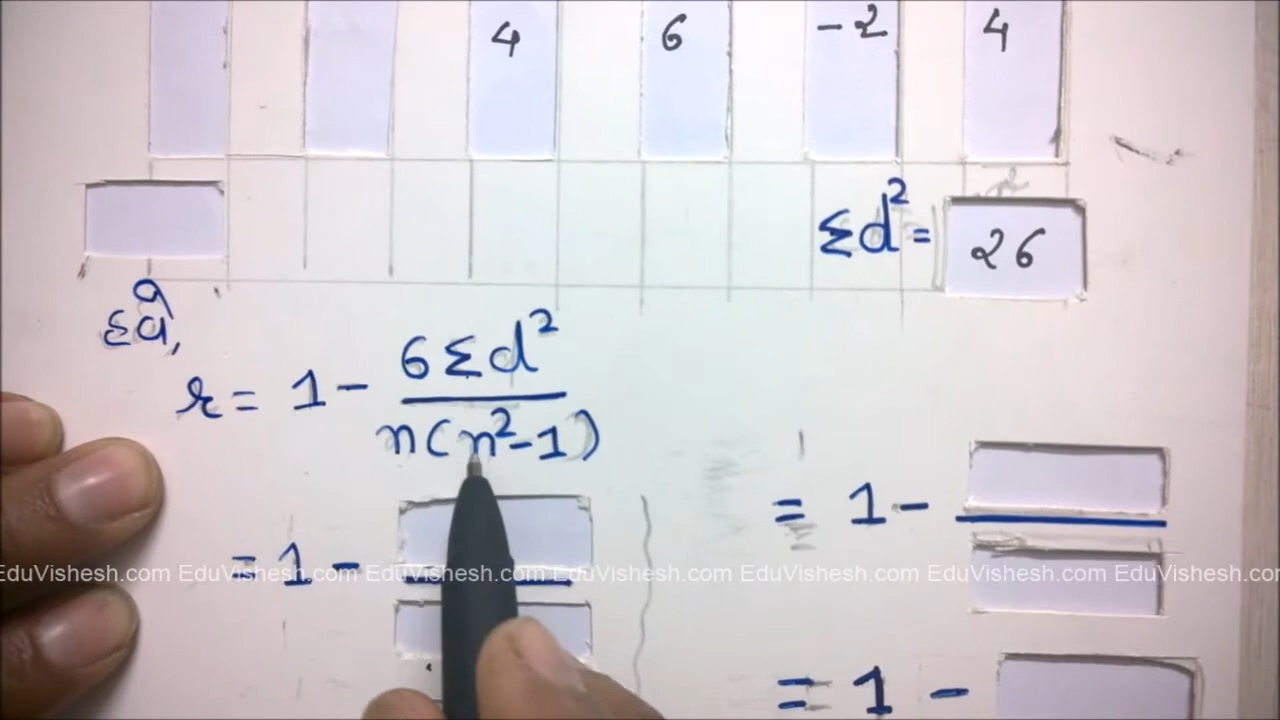 4 6 -2 4
Σd² = 26
હવે,
r = 1 - 6Σd² / n(n²-1)
= 1 -
= 1 -
= 1 -
EduVishesh.com EduVishesh.com EduVishesh.com EduVishesh.com EduVishesh.com EduVishesh.com EduVishesh.com